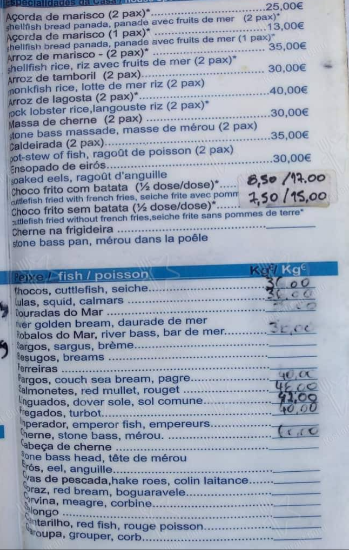 Especialidades da Casa
Açorda de marisco (2 pax)*..........25,00€
shellfish bread panada, panade avec fruits de mer (2 pax)*
Açorda de marisco (1 pax)*..........13,00€
shellfish bread panada, panade avec fruits de mer (1 pax)*
Arroz de marisco - (2 pax)*..........35,00€
shellfish rice, riz avec fruits de mer (2 pax)*
Arroz de tamboril (2 pax)..........30,00€
monkfish rice, lotte de mer riz (2 pax)
Arroz de lagosta (2 pax)*..........40,00€
rock lobster rice,langouste riz (2 pax)*
Massa de cherne (2 pax)..........30,00€
stone bass massade, masse de mérou (2 pax)
Caldeirada (2 pax)..........35,00€
hot-stew of fish, ragoût de poisson (2 pax)
Ensopado de eirós..........30,00€
soaked eels, ragoût d'anguille
Choco frito com batata (½ dose/dose)* 8,50 / 17.00
cuttlefish fried with french fries, seiche frite avec pomm
Choco frito sem batata (½ dose/dose)* 7,50 / 15,00
cuttlefish fried without french fries,seiche frite sans pommes de terre*
Cherne na frigideira
stone bass pan, mérou dans la poêle
Peixe / fish / poisson Kg / Kg
Chocos, cuttlefish, seiche
Lulas, squid, calmars
Douradas do Mar
river golden bream, daurade de mer
Robalos do Mar, river bass, bar de mer
Sargos, sargus, brème
Besugos, breams
Ferreiras
Pargos, couch sea bream, pagre 40,00
Salmonetes, red mullet, rouget 45,00
Linguados, dover sole, sol comune
Pregados, turbot 40,00
Imperador, emperor fish, empereurs
Cherne, stone bass, mérou.
Cabeça de cherne
stone bass head, tête de mérou
Eirós, eel, anguille
Ovas de pescada,hake roes, colin laitance
Goraz, red bream, boguaravele
Corvina, meagre, corbine
Salongo
Cantarilho, red fish, rouge poisson
Garoupa, grouper, corb